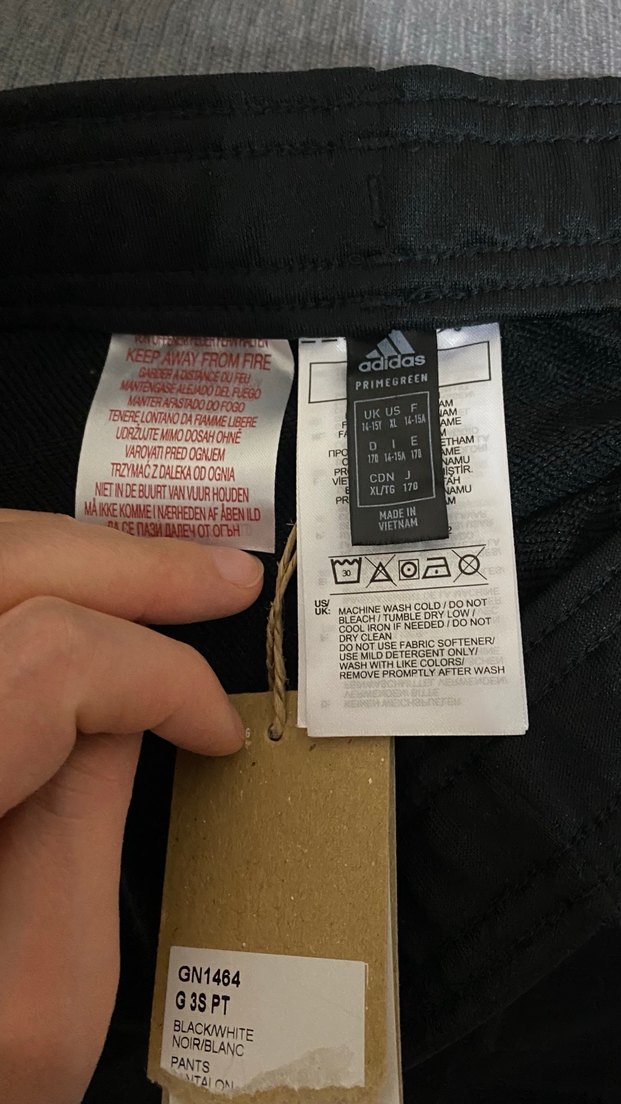 KEEP AWAY FROM FIRE
GARDER À DISTANCE DU FEU
MANTÉNGASE ALEJADO DEL FUEGO
MANTER AFASTADO DO FOGO
TENERE LONTANO DA FIAMME LIBERE
UDRŽUJTE MIMO DOSAH OHNĚ
VAROVATI PRED OGNJEM
TRZYMAĆ Z DALEKA OD OGNIA
NIET IN DE BUURT VAN VUUR HOUDEN
MÅ IKKE KOMME I NÆRHEDEN AF ÅBEN ILD
ДА СЕ ПАЗИ ДАЛЕЧ ОТ ОГЪН
adidas
PRIMEGREEN
UK US F
14-15Y XL 14-15A
D I E
170 14-15A 170
CDN J
XL/TG 170
MADE IN
VIETNAM
30
US/
UK:
MACHINE WASH COLD / DO NOT
BLEACH / TUMBLE DRY LOW /
COOL IRON IF NEEDED / DO NOT
DRY CLEAN
DO NOT USE FABRIC SOFTENER/
USE MILD DETERGENT ONLY/
WASH WITH LIKE COLORS/
REMOVE PROMPTLY AFTER WASH
GN1464
G 3S PT
BLACK/WHITE
NOIR/BLANC
PANTS